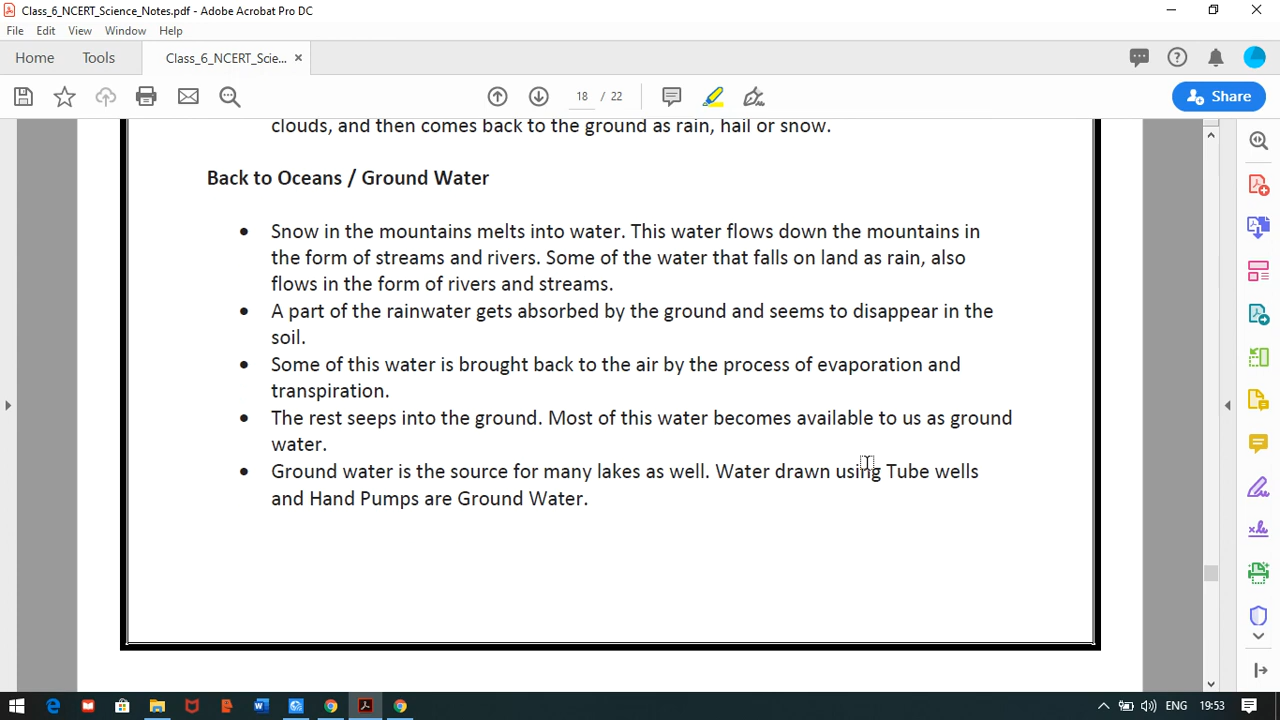 Class_6_NCERT_Science_Notes.pdf - Adobe Acrobat Pro DC
File Edit View Window Help
Home Tools Class_6_NCERT_Scie... ×
18 / 22
Share
clouds, and then comes back to the ground as rain, hail or snow.
Back to Oceans / Ground Water
• Snow in the mountains melts into water. This water flows down the mountains in
the form of streams and rivers. Some of the water that falls on land as rain, also
flows in the form of rivers and streams.
• A part of the rainwater gets absorbed by the ground and seems to disappear in the
soil.
• Some of this water is brought back to the air by the process of evaporation and
transpiration.
• The rest seeps into the ground. Most of this water becomes available to us as ground
water.
• Ground water is the source for many lakes as well. Water drawn using Tube wells
and Hand Pumps are Ground Water.
ENG 19:53